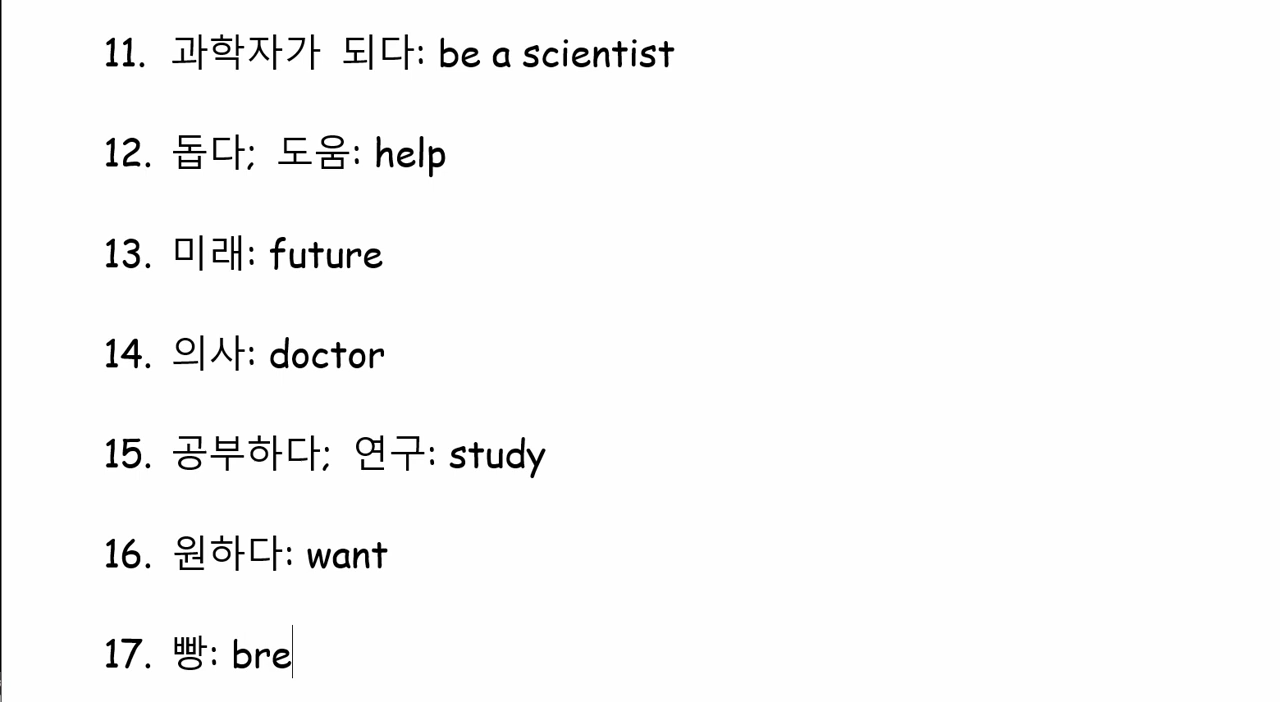 11. 과학자가 되다: be a scientist
12. 돕다; 도움: help
13. 미래: future
14. 의사: doctor
15. 공부하다; 연구: study
16. 원하다: want
17. 빵: bre